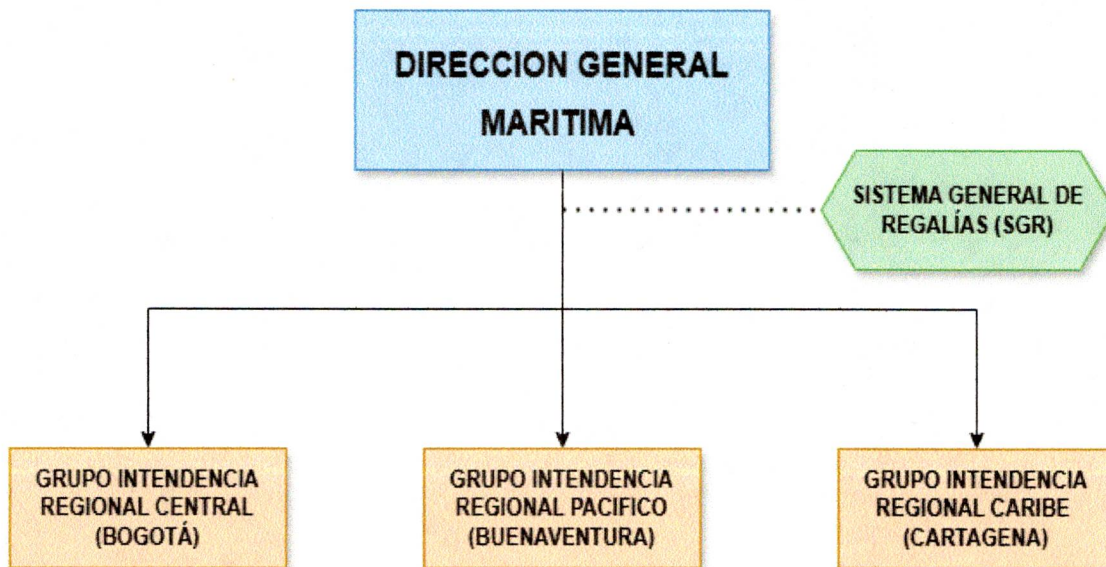 DIRECCION GENERAL
MARITIMA
SISTEMA GENERAL DE
REGALÍAS (SGR)
GRUPO INTENDENCIA
REGIONAL CENTRAL
(BOGOTÁ)
GRUPO INTENDENCIA
REGIONAL PACIFICO
(BUENAVENTURA)
GRUPO INTENDENCIA
REGIONAL CARIBE
(CARTAGENA)